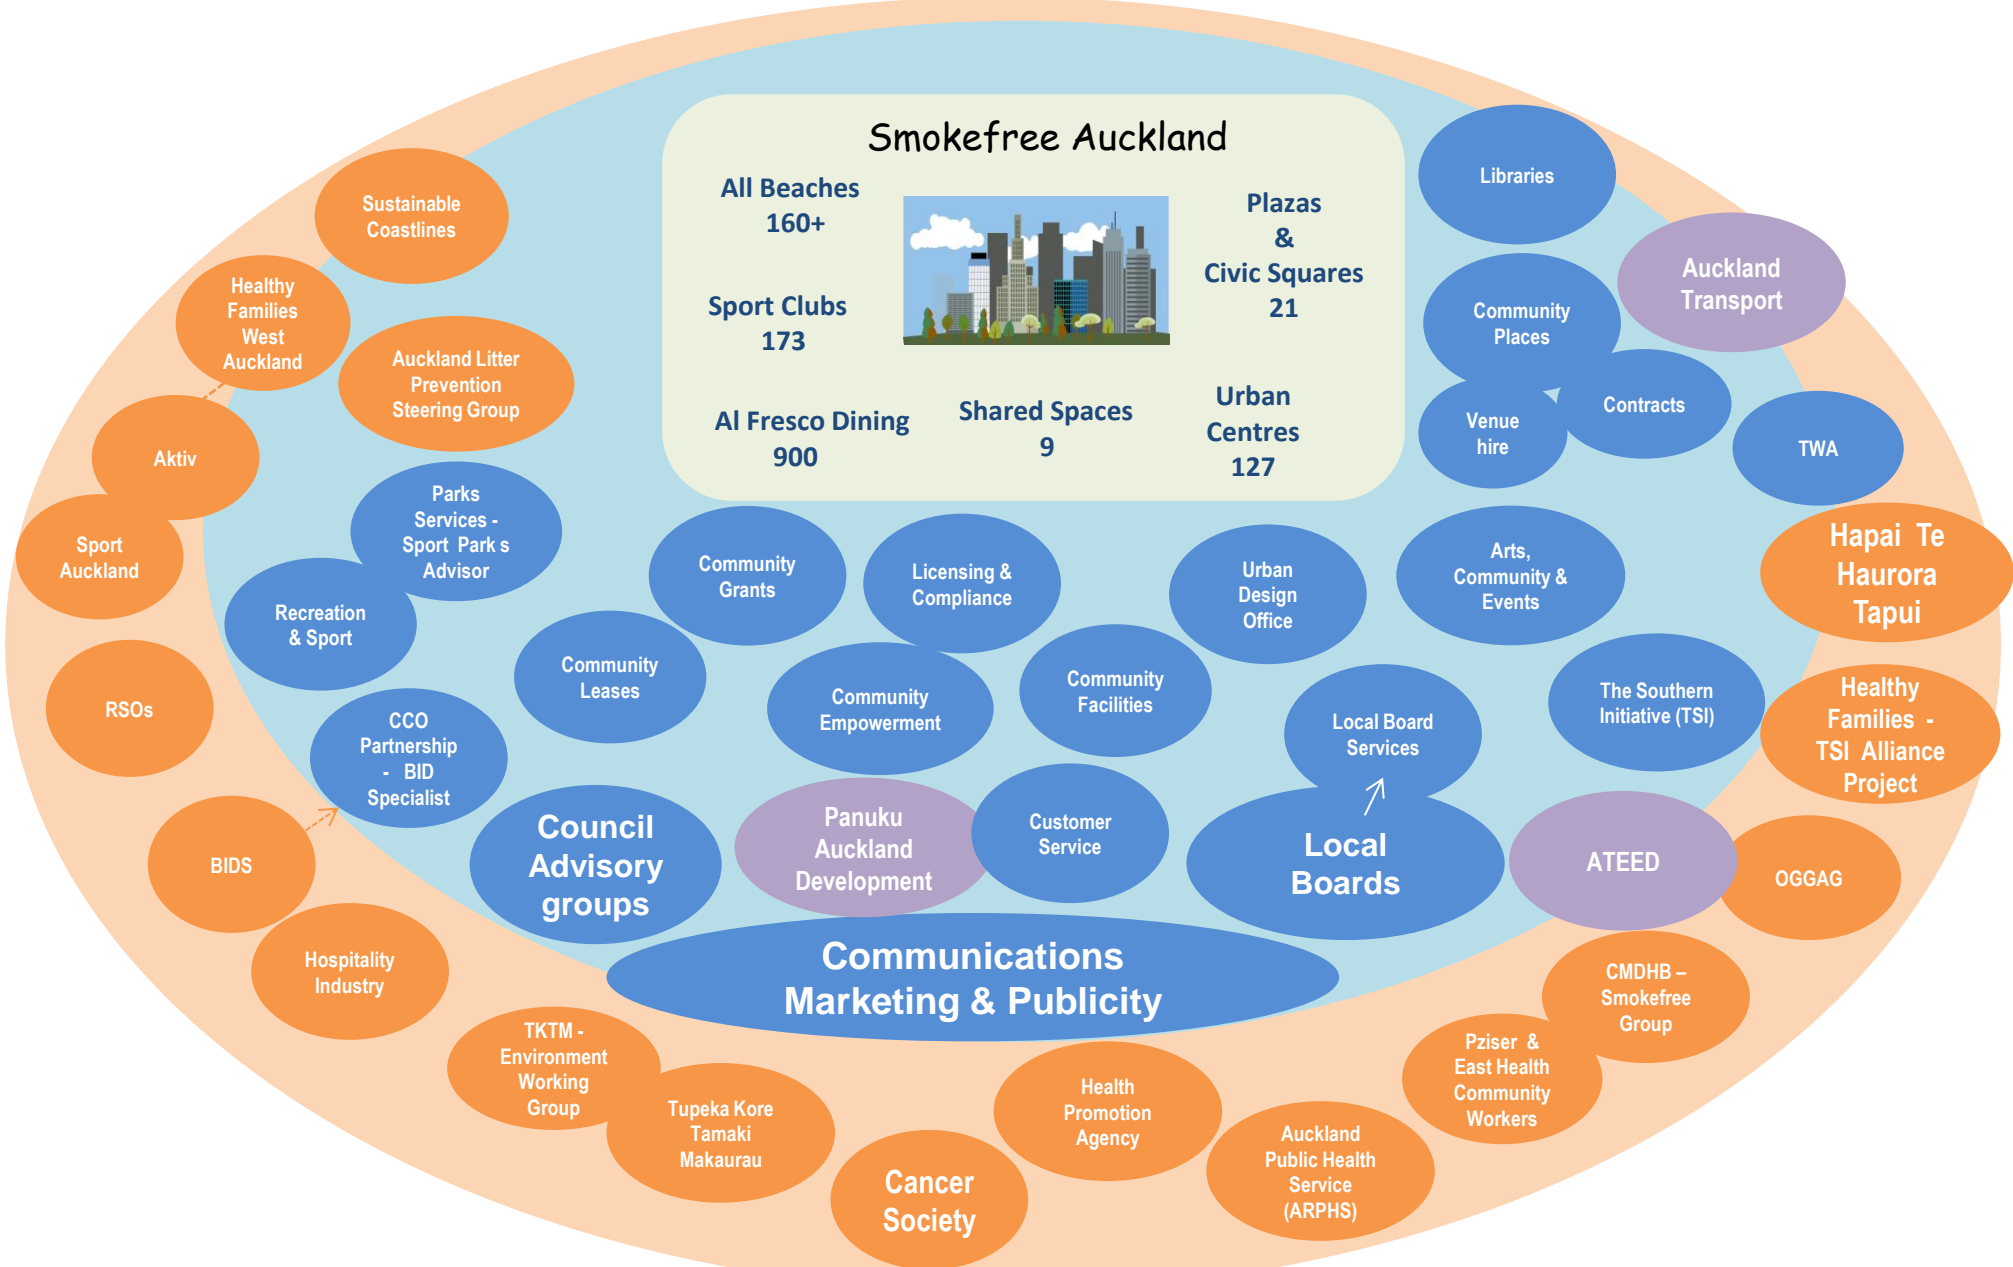 Smokefree Auckland
All Beaches
160+
Sport Clubs
173
Al Fresco Dining
900
Shared Spaces
9
Plazas
&
Civic Squares
21
Urban
Centres
127
Libraries
Auckland
Transport
Community
Places
Contracts
Venue
hire
TWA
Sustainable
Coastlines
Healthy
Families
West
Auckland
Auckland Litter
Prevention
Steering Group
Aktiv
Sport
Auckland
Parks
Services -
Sport Park s
Advisor
Recreation
& Sport
RSOs
CCO
Partnership
- BID
Specialist
BIDS
Hospitality
Industry
Community
Grants
Licensing &
Compliance
Urban
Design
Office
Arts,
Community &
Events
Hapai Te
Haurora
Tapui
Community
Leases
Community
Empowerment
Community
Facilities
Local Board
Services
The Southern
Initiative (TSI)
Healthy
Families -
TSI Alliance
Project
Council
Advisory
groups
Panuku
Auckland
Development
Customer
Service
Local
Boards
ATEED
OGGAG
Communications
Marketing & Publicity
CMDHB –
Smokefree
Group
Pziser &
East Health
Community
Workers
TKTM -
Environment
Working
Group
Tupeka Kore
Tamaki
Makaurau
Cancer
Society
Health
Promotion
Agency
Auckland
Public Health
Service
(ARPHS)